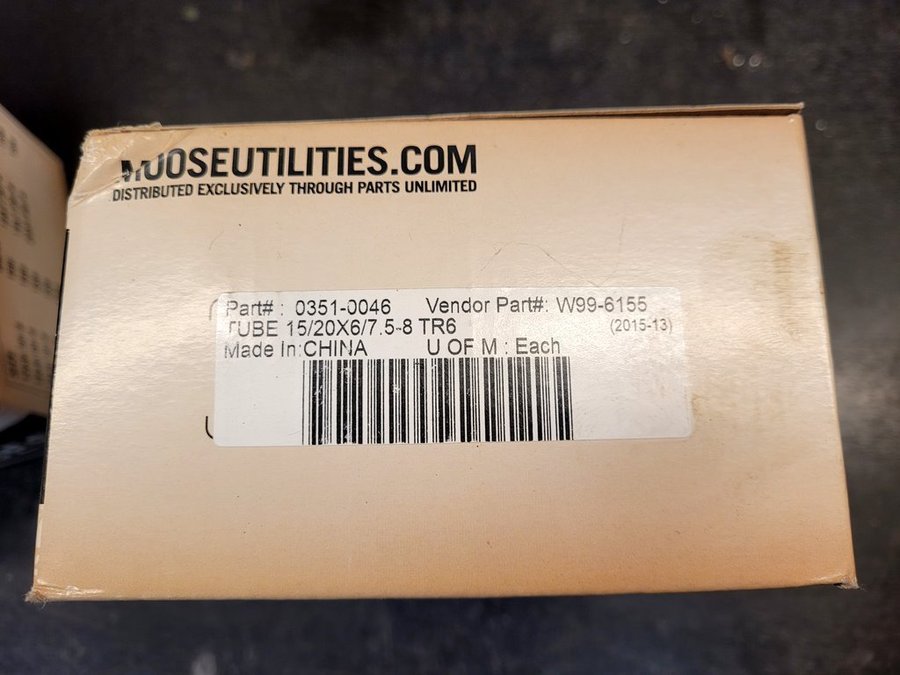 MOOSEUTILITIES.COM
DISTRIBUTED EXCLUSIVELY THROUGH PARTS UNLIMITED
Part# : 0351-0046 Vendor Part#: W99-6155
TUBE 15/20X6/7.5-8 TR6 (2015-13)
Made In:CHINA U OF M : Each